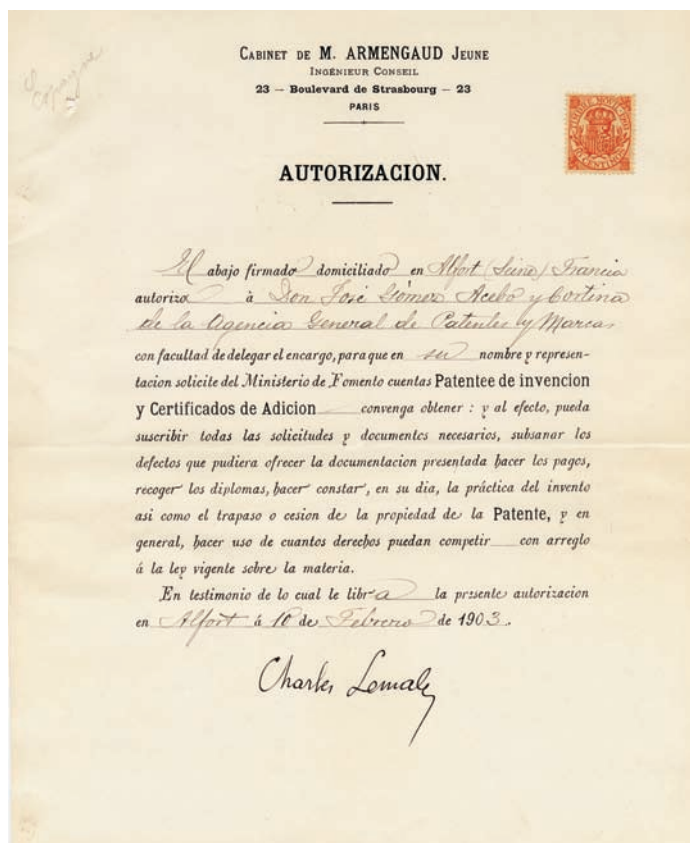 Espagne
CABINET DE M. ARMENGAUD JEUNE
INGÉNIEUR CONSEIL
23 — Boulevard de Strasbourg — 23
PARIS
AUTORIZACION.
El abajo firmado domiciliado en Alfort (Seine) Francia
autoriza à Don José Gómez Acebo y Cortina
de la Agencia General de Patentes y Marcas
con facultad de delegar el encargo, para que en su nombre y represen-
tacion solicite del Ministerio de Fomento cuentas Patentee de invencion
y Certificados de Adicion convenga obtener : y al efecto, pueda
suscribir todas las solicitudes y documentos necesarios, subsanar los
defectos que pudiera ofrecer la documentacion presentada hacer los pagos,
recoger los diplomas, hacer constar, en su dia, la práctica del invento
asi como el trapaso o cesion de la propiedad de la Patente, y en
general, hacer uso de cuantos derechos puedan competir con arreglo
á la ley vigente sobre la materia.
En testimonio de lo cual le libra la presente autorizacion
en Alfort á 10 de Febrero de 1903.
Charles Lemale